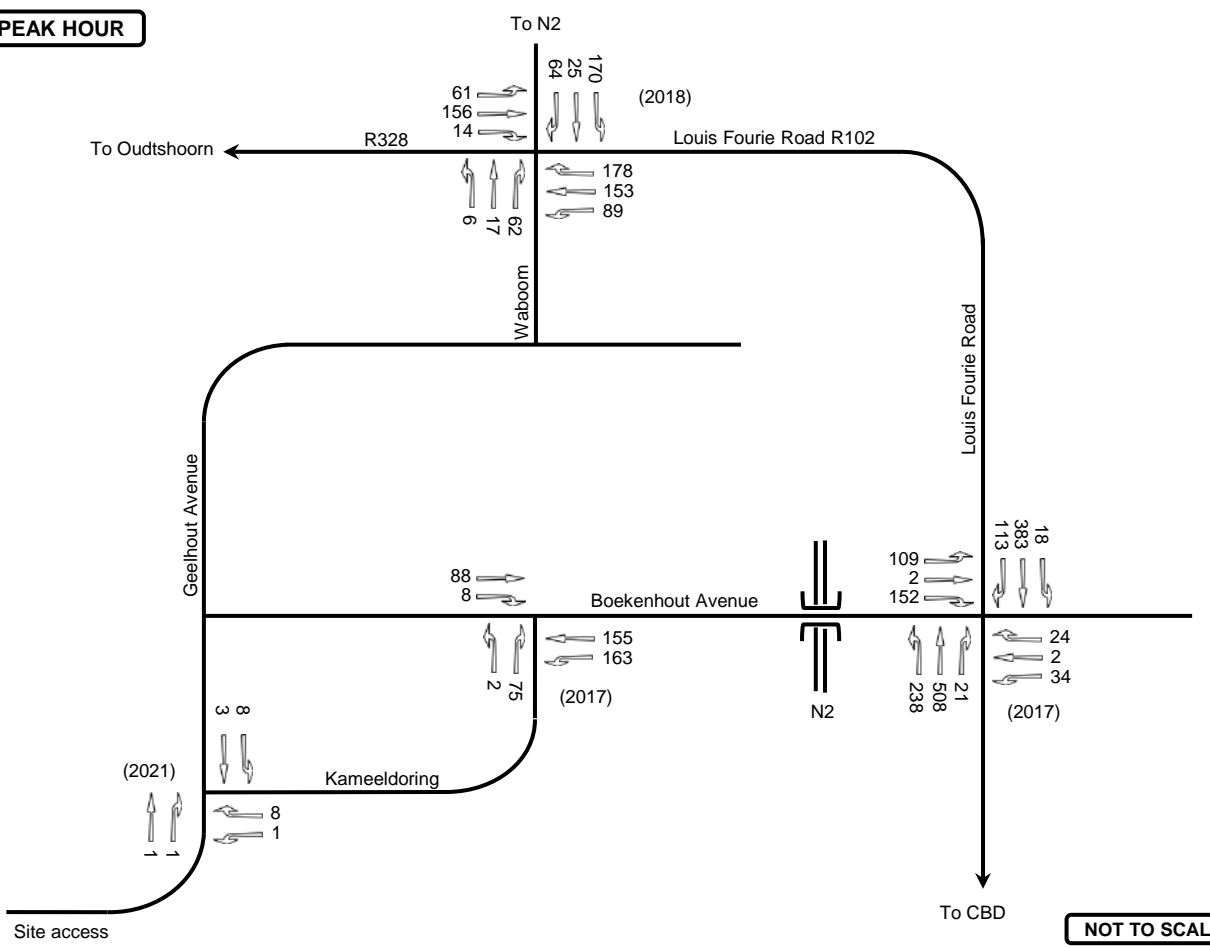 PEAK HOUR
To N2
64
25
170
(2018)
61
156
14
To Oudtshoorn
R328
Louis Fourie Road R102
178
153
89
6
17
62
Waboom
Louis Fourie Road
Geelhout Avenue
113
383
18
88
8
109
2
152
Boekenhout Avenue
155
163
2
75
(2017)
N2
24
2
34
238
508
21
(2017)
3
8
(2021)
Kameeldoring
8
1
1
1
To CBD
Site access
NOT TO SCAL